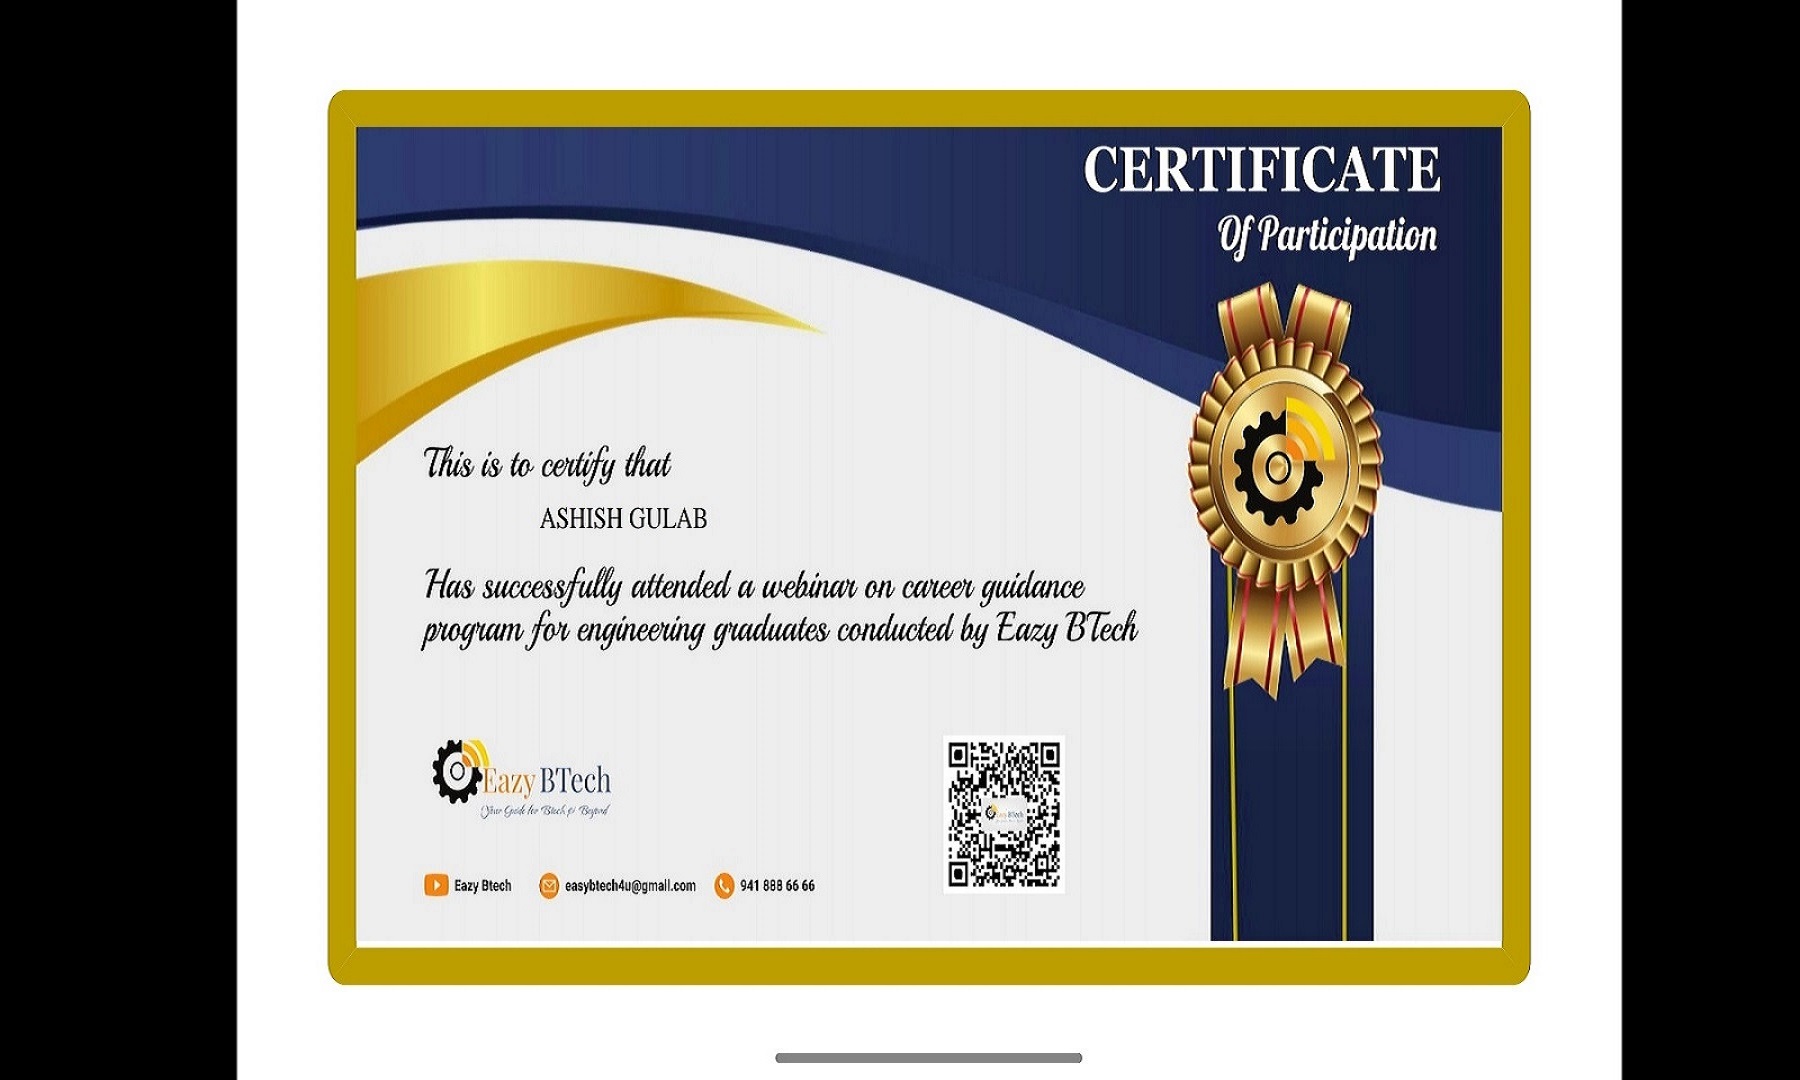 CERTIFICATE
Of Participation
This is to certify that
ASHISH GULAB
Has successfully attended a webinar on career guidance
program for engineering graduates conducted by Eazy BTech
Eazy BTech
Your Guide for Btech & Beyond
Eazy Btech
easybtech4u@gmail.com
941 888 66 66
Eazy BTech